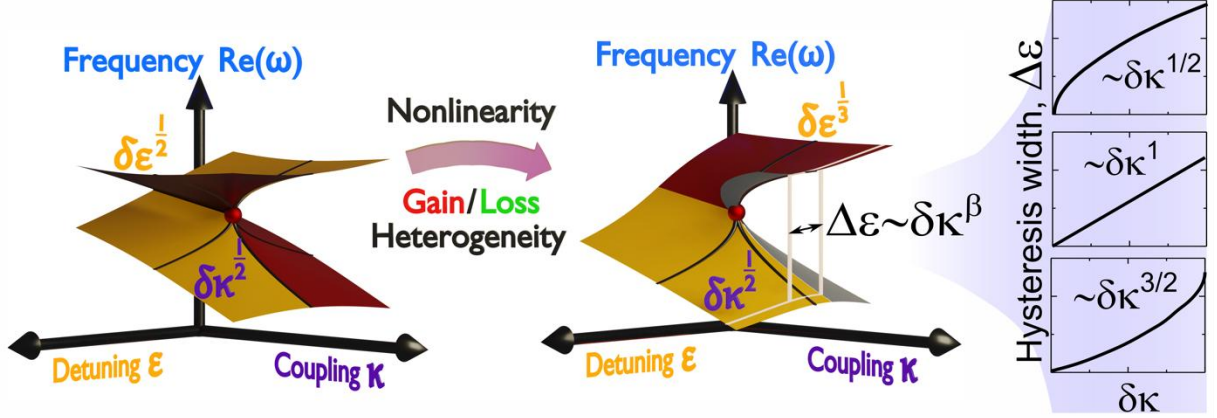 Frequency Re(ω)
δε^1/2
δκ^1/2
Detuning ε
Coupling κ
Nonlinearity
Gain/Loss
Heterogeneity
Frequency Re(ω)
δε^1/3
Δε~δκ^β
δκ^1/2
Detuning ε
Coupling κ
Hysteresis width, Δε
~δκ^1/2
~δκ^1
~δκ^3/2
δκ